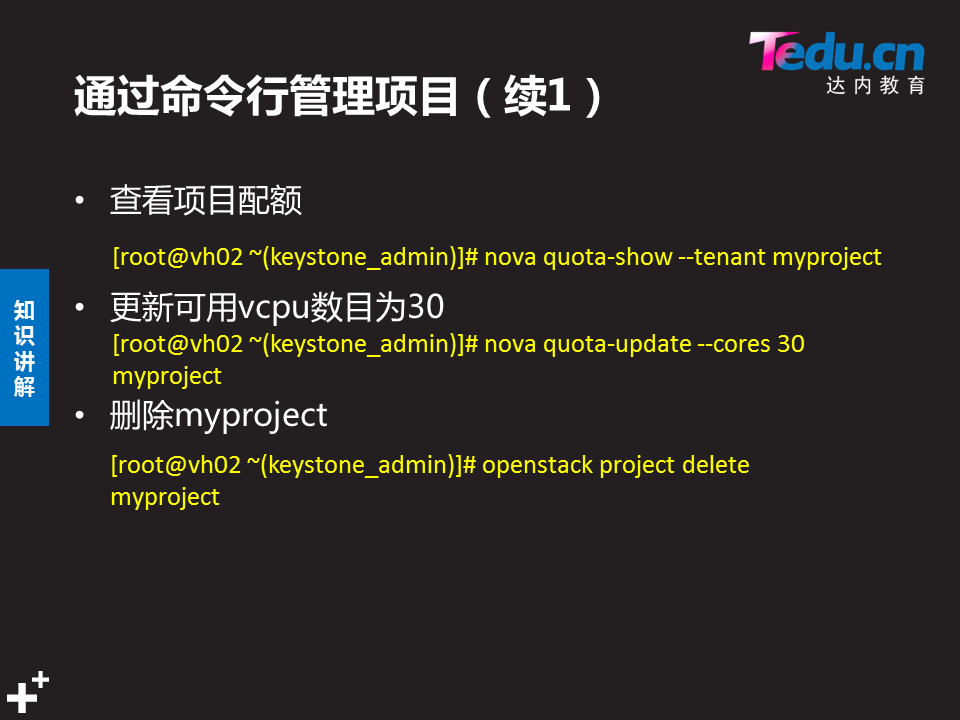 Tedu.cn
达内教育
通过命令行管理项目（续1）
• 查看项目配额
[root@vh02 ~(keystone_admin)]# nova quota-show --tenant myproject
• 更新可用vcpu数目为30
[root@vh02 ~(keystone_admin)]# nova quota-update --cores 30
myproject
• 删除myproject
[root@vh02 ~(keystone_admin)]# openstack project delete
myproject
知
识
讲
解